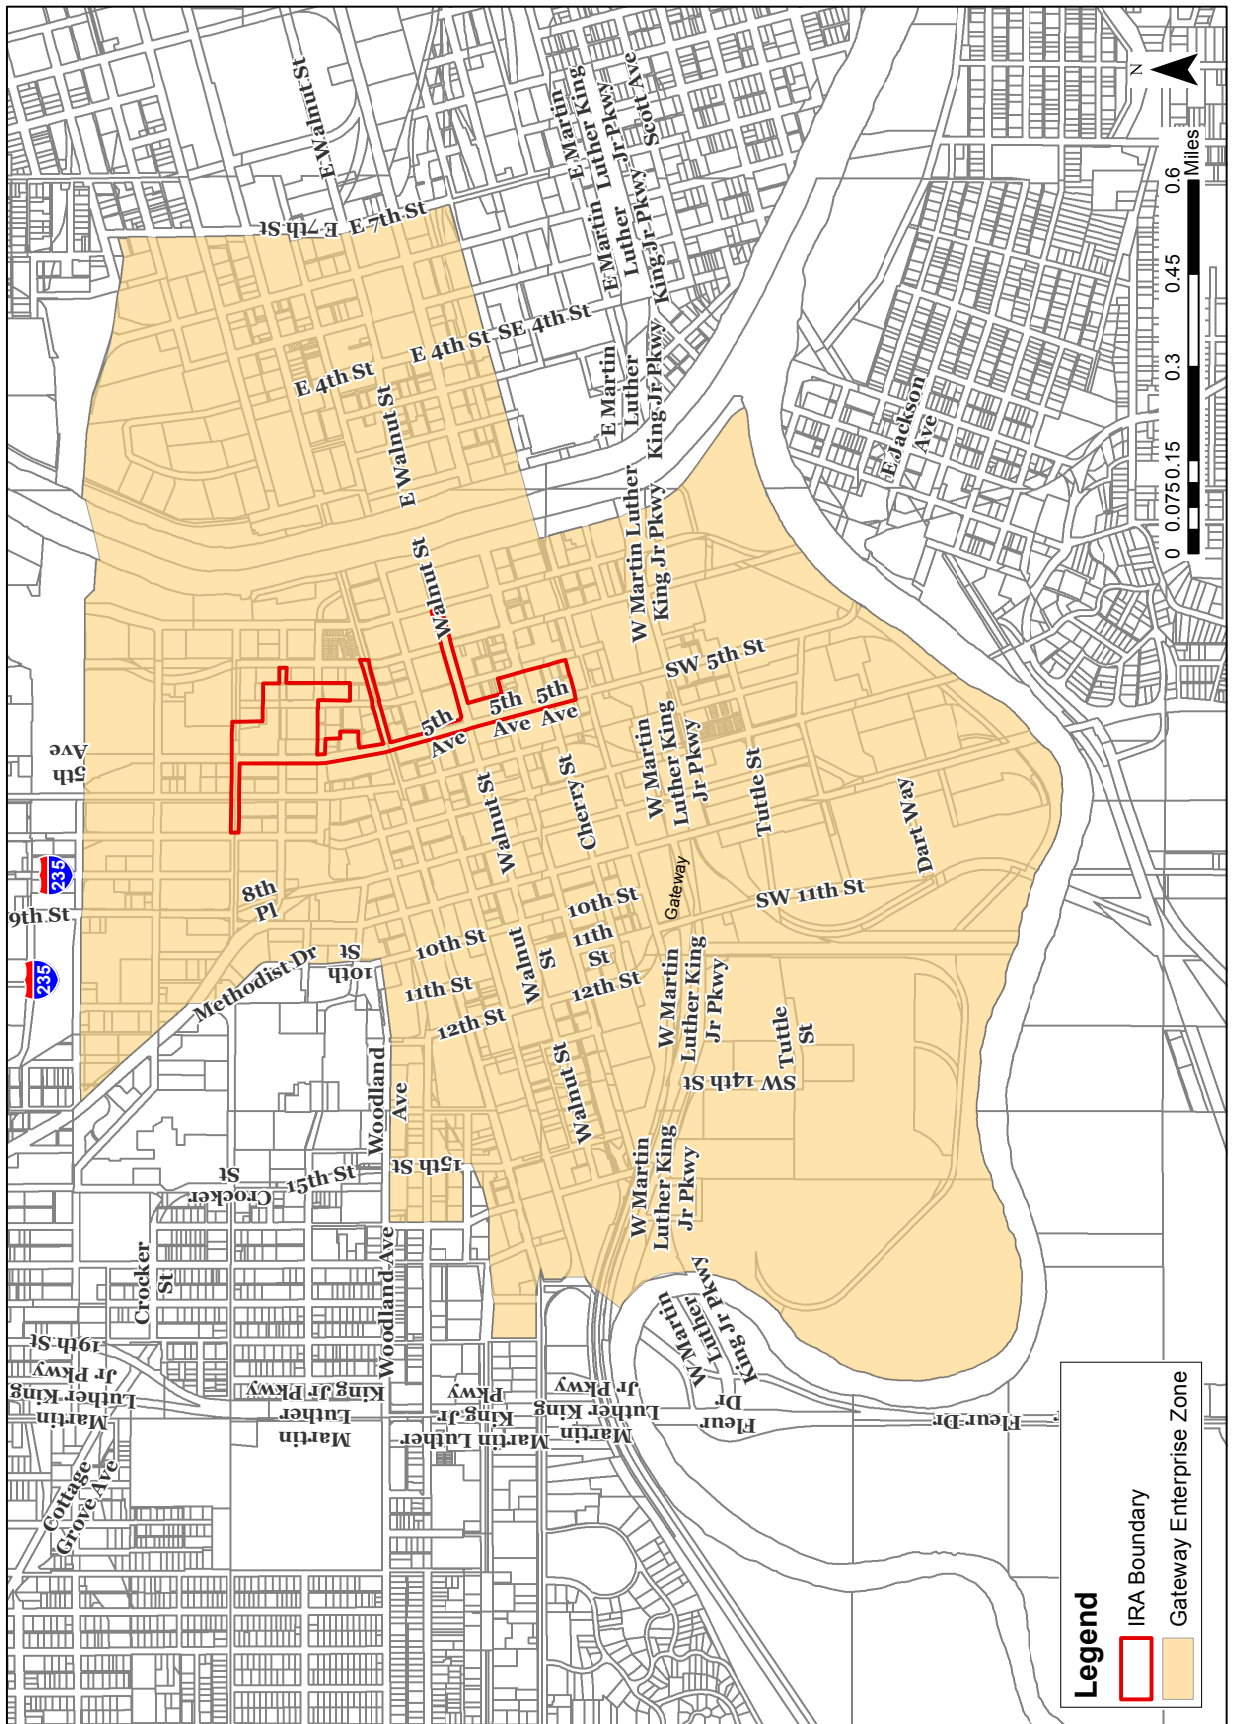 5th
Ave
235
9th St
235
8th
Pl
Methodist Dr
10th
St
E Walnut St
E 7th St
E 7th St
E 4th St
E 4th St
SE 4th St
E Walnut St
E Walnut St
Walnut St
E Martin
Luther King
Jr Pkwy
Scott Ave
E Martin
Luther
King Jr Pkwy
E Martin
Luther
King Jr Pkwy
W Martin Luther
King Jr Pkwy
5th
Ave
5th
Ave
5th
Ave
SW 5th St
Walnut St
Cherry St
W Martin
Luther King
Jr Pkwy
Tuttle St
Dart Way
Gateway
SW 11th St
10th St
11th St
12th St
Walnut
St
10th St
11th
St
12th St
W Martin
Luther King
Jr Pkwy
Tuttle
St
SW 14th St
Walnut St
W Martin
Luther King
Jr Pkwy
Woodland
Ave
15th St
15th St
Crocker
St
Crocker
St
Woodland Ave
19th St
Martin
Luther King
Jr Pkwy
Martin
Luther
King Jr Pkwy
Martin Luther
King Jr
Pkwy
Martin
Martin
Luther King
Jr Pkwy
W Martin
Luther
King Jr Pkwy
Fleur
Dr
Fleur Dr
Fleur Dr
Cottage
Grove Ave
E Jackson
Ave
N
0 0.075 0.15 0.3 0.45 0.6
Miles
Legend
IRA Boundary
Gateway Enterprise Zone